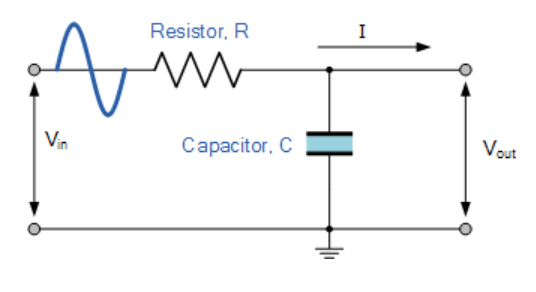 Resistor, R
I
Vin
Capacitor, C
Vout